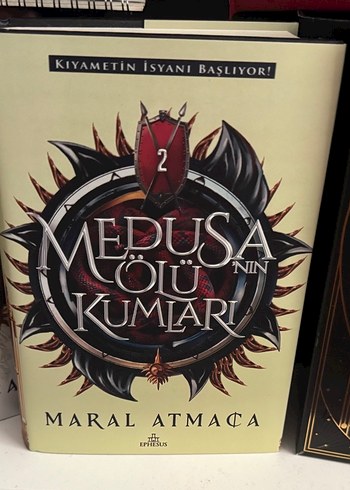 KIYAMETİN İSYANI BAŞLIYOR!
2
MEDUSA'NIN
ÖLÜ
KUMLARI
MARAL ATMACA
EPHESUS